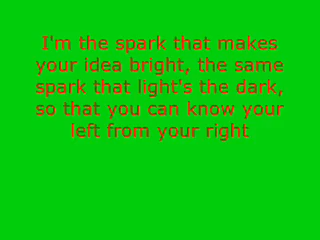 I'm the spark that makes
your idea bright, the same
spark that light's the dark,
so that you can know your
left from your right